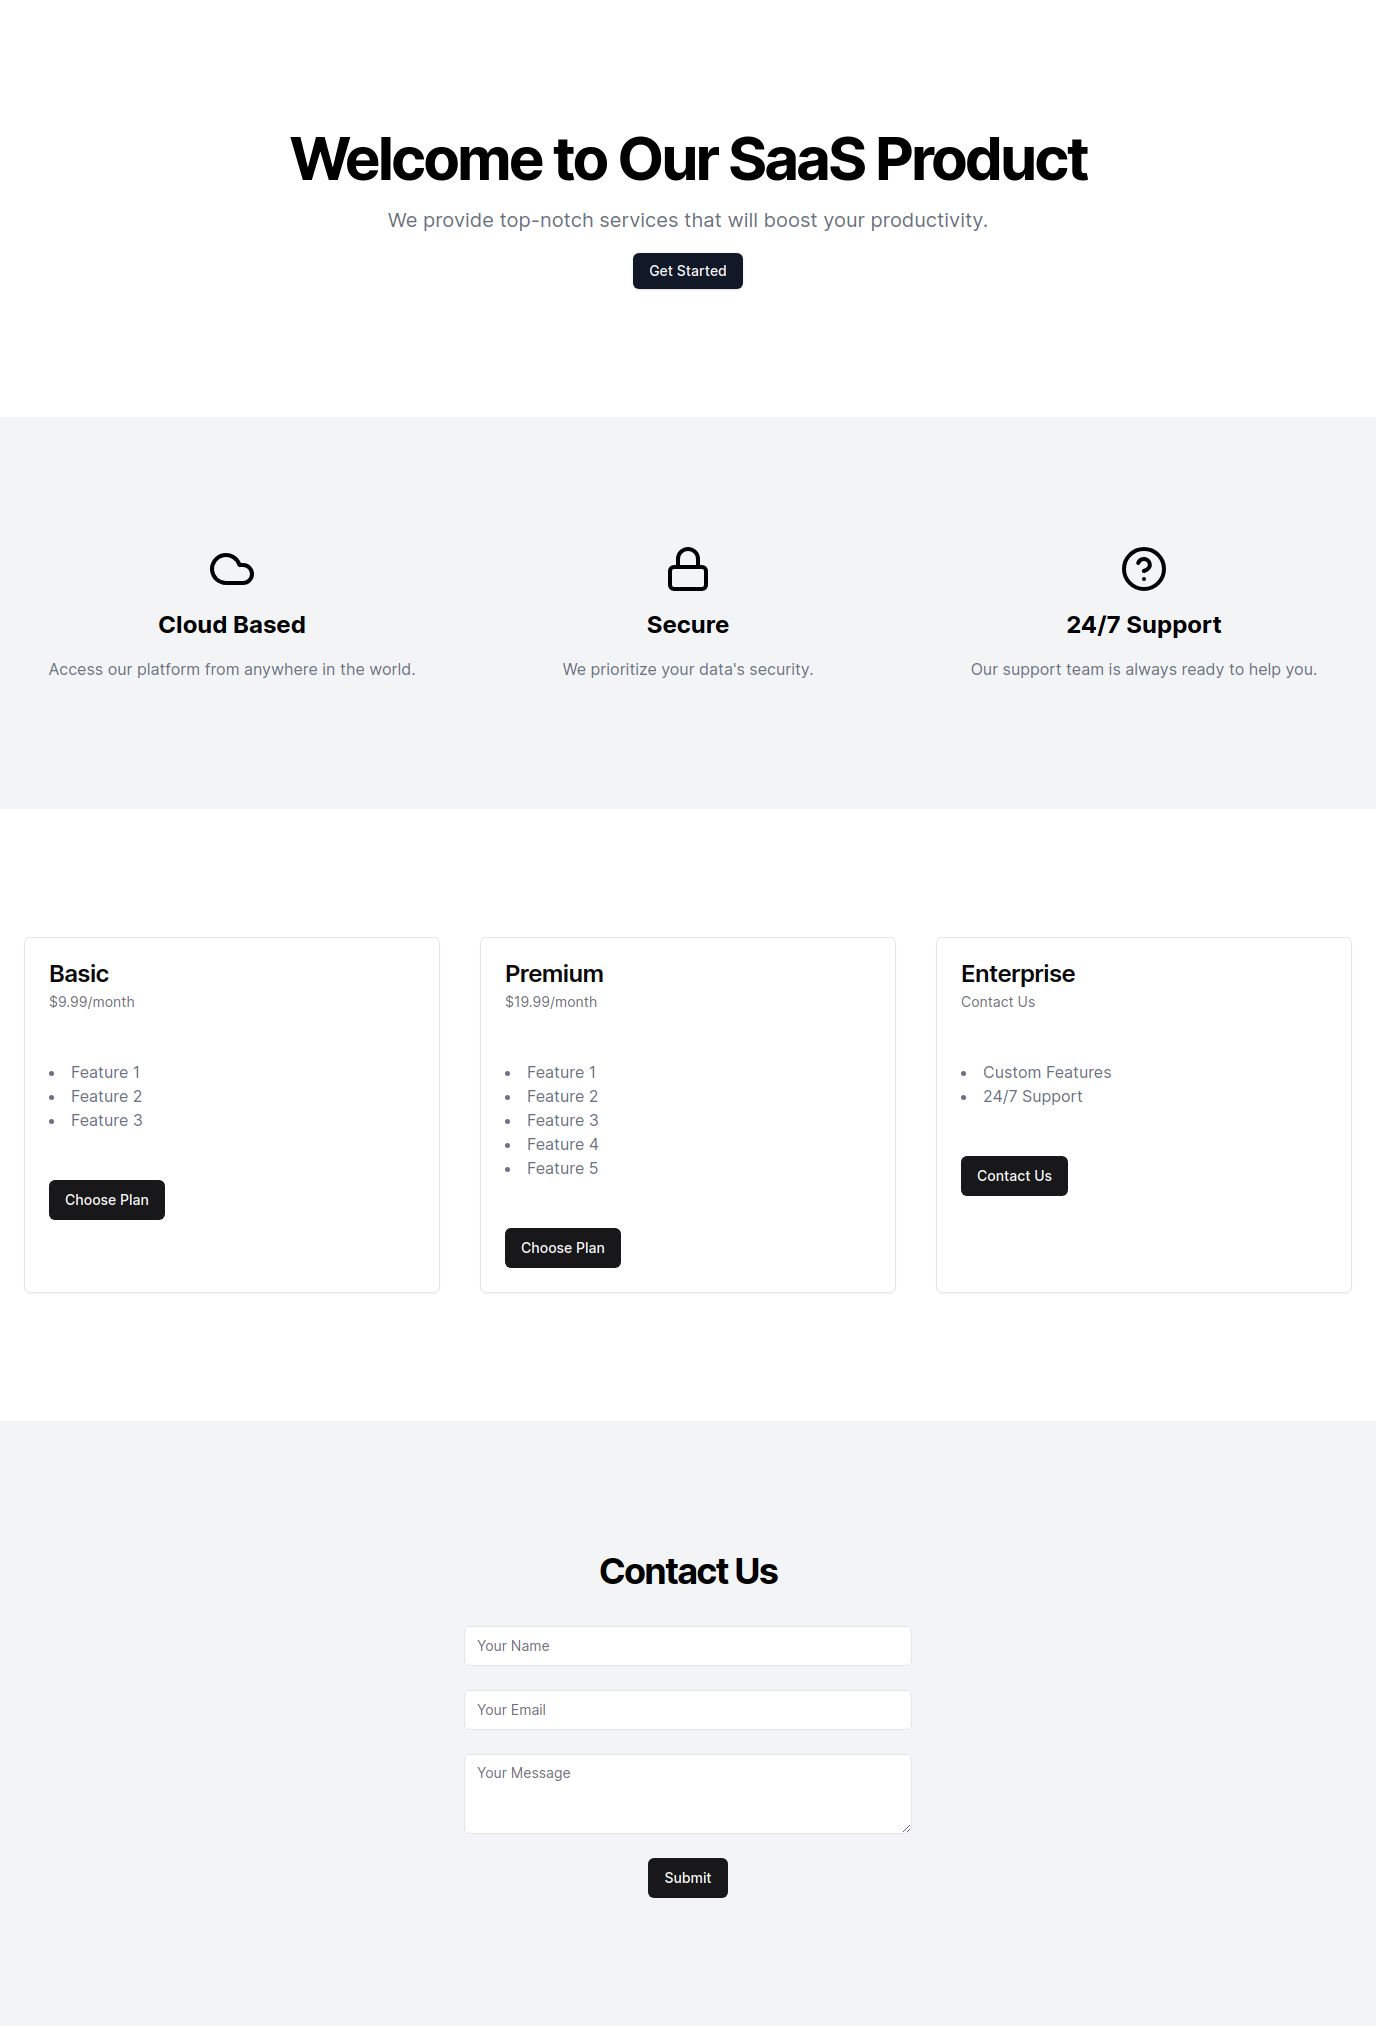 Welcome to Our SaaS Product
We provide top-notch services that will boost your productivity.
Get Started
Cloud Based
Access our platform from anywhere in the world.
Secure
We prioritize your data's security.
24/7 Support
Our support team is always ready to help you.
Basic
$9.99/month
Feature 1
Feature 2
Feature 3
Choose Plan
Premium
$19.99/month
Feature 1
Feature 2
Feature 3
Feature 4
Feature 5
Choose Plan
Enterprise
Contact Us
Custom Features
24/7 Support
Contact Us
Contact Us
Your Name
Your Email
Your Message
Submit